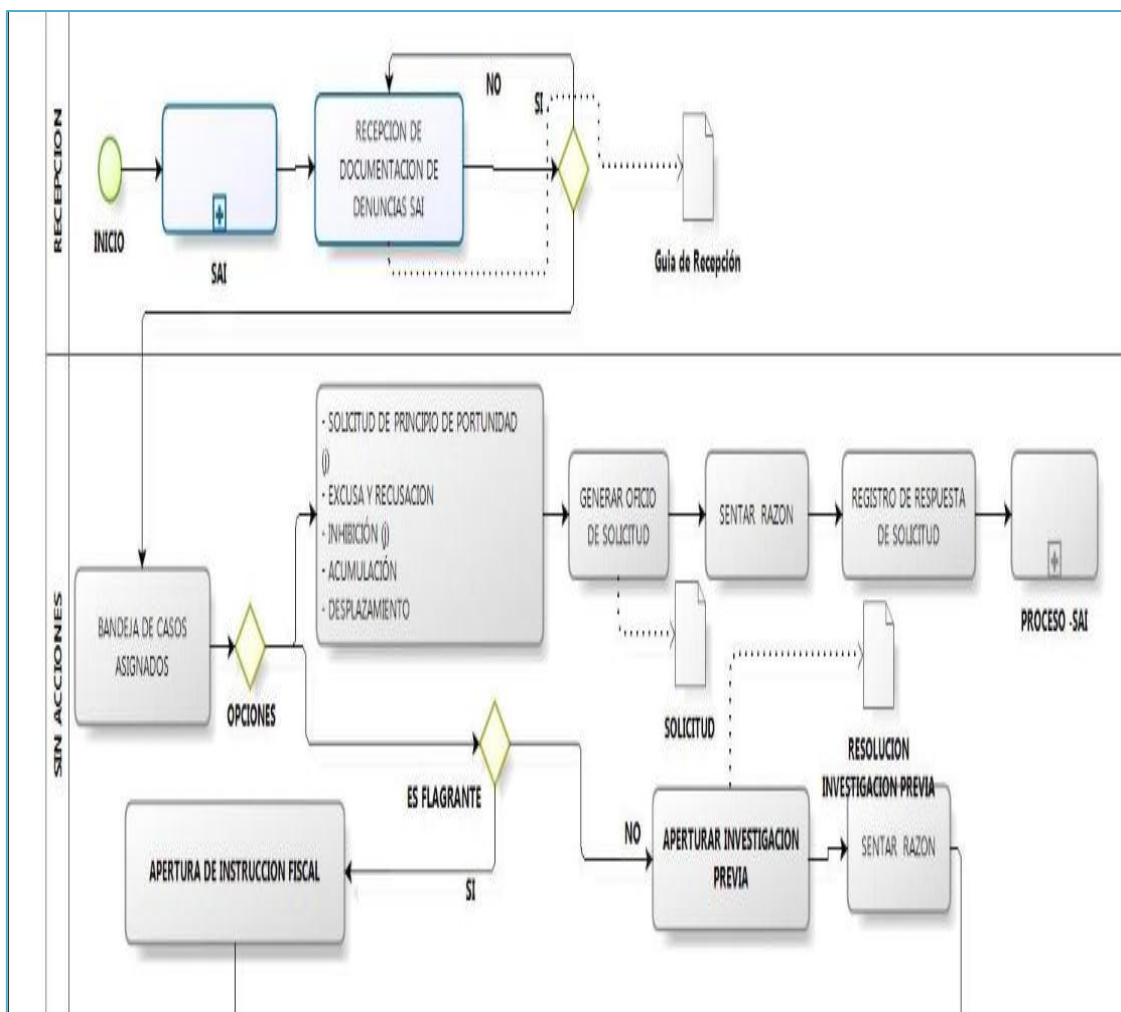 RECEPCION
INICIO
SAI
RECEPCION DE
DOCUMENTACION DE
DENUNCIAS SAI
NO
SI
Guia de Recepción
SIN ACCIONES
BANDEJA DE CASOS
ASIGNADOS
OPCIONES
- SOLICITUD DE PRINCIPIO DE PORTUNIDAD
(j)
- EXCUSA Y RECUSACION
- INHIBICIÓN (j)
- ACUMULACIÓN
- DESPLAZAMIENTO
GENERAR OFICIO
DE SOLICITUD
SENTAR RAZON
REGISTRO DE RESPUESTA
DE SOLICITUD
PROCESO -SAI
SOLICITUD
RESOLUCION
INVESTIGACION PREVIA
ES FLAGRANTE
NO
SI
APERTURA DE INSTRUCCION FISCAL
APERTURAR INVESTIGACION
PREVIA
SENTAR RAZON